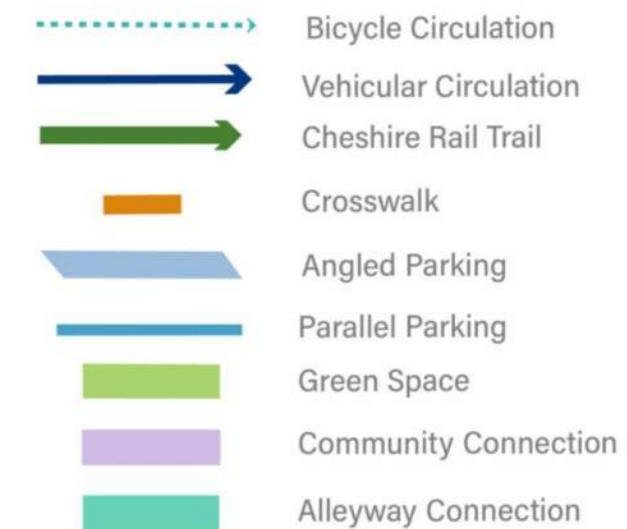 Bicycle Circulation
Vehicular Circulation
Cheshire Rail Trail
Crosswalk
Angled Parking
Parallel Parking
Green Space
Community Connection
Alleyway Connection